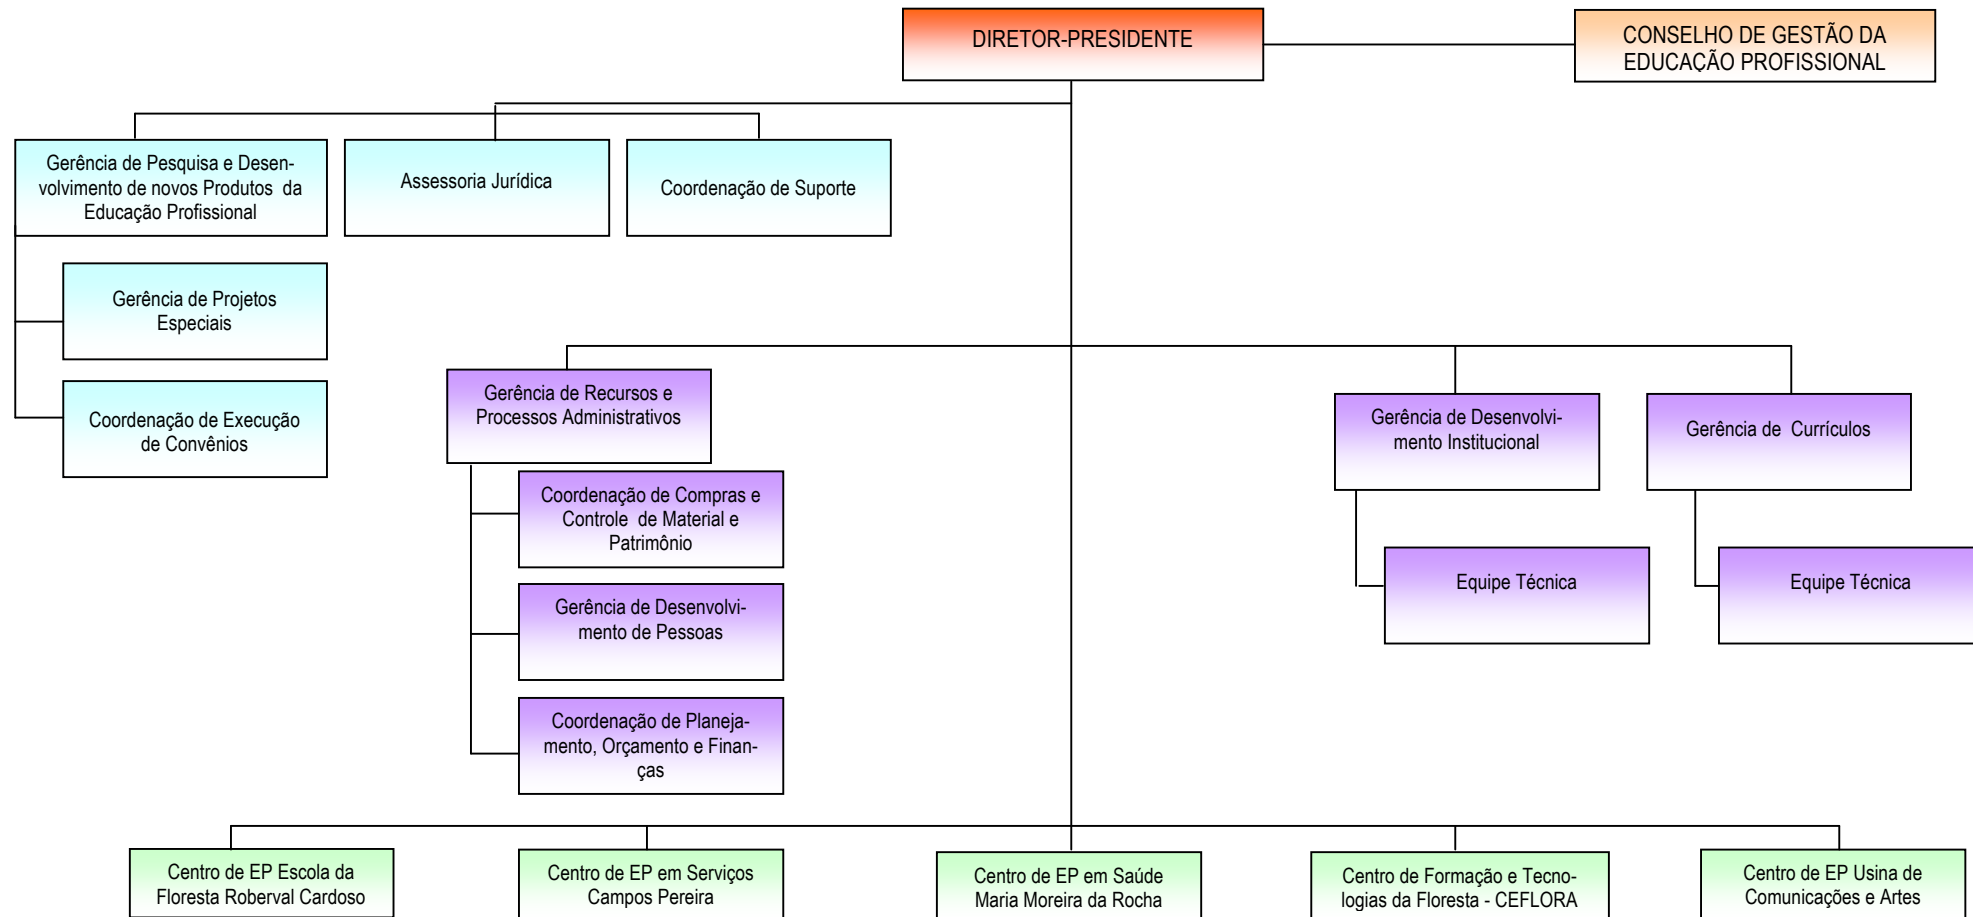 DIRETOR-PRESIDENTE
CONSELHO DE GESTÃO DA
EDUCAÇÃO PROFISSIONAL
Gerência de Pesquisa e Desen-
volvimento de novos Produtos da
Educação Profissional
Assessoria Jurídica
Coordenação de Suporte
Gerência de Projetos
Especiais
Coordenação de Execução
de Convênios
Gerência de Recursos e
Processos Administrativos
Coordenação de Compras e
Controle de Material e
Patrimônio
Gerência de Desenvolvi-
mento de Pessoas
Coordenação de Planeja-
mento, Orçamento e Finan-
ças
Gerência de Desenvolvi-
mento Institucional
Equipe Técnica
Gerência de Currículos
Equipe Técnica
Centro de EP Escola da
Floresta Roberval Cardoso
Centro de EP em Serviços
Campos Pereira
Centro de EP em Saúde
Maria Moreira da Rocha
Centro de Formação e Tecno-
logias da Floresta - CEFLORA
Centro de EP Usina de
Comunicações e Artes